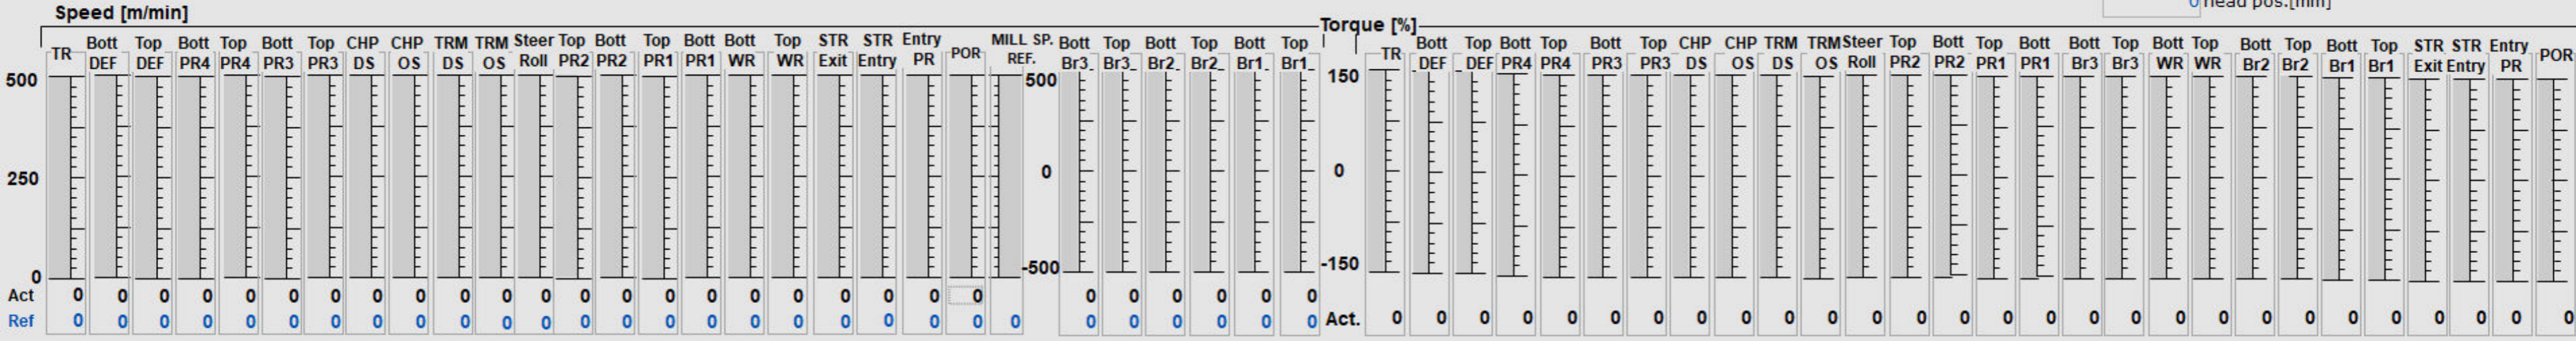 0 head pos.[mm]
Speed [m/min]
Torque [%]
TR Bott DEF Top DEF Bott PR4 Top PR4 Bott PR3 Top PR3 CHP DS CHP OS TRM DS TRM OS Steer Roll Top PR2 Bott PR2 Top PR1 Bott PR1 Bott WR Top WR STR Exit STR Entry Entry PR POR MILL SP. REF. Bott Br3_ Top Br3_ Bott Br2_ Top Br2_ Bott Br1_ Top Br1_
TR Bott DEF Top DEF Bott PR4 Top PR4 Bott PR3 Top PR3 CHP DS CHP OS TRM DS TRM OS Steer Roll Top PR2 Bott PR2 Top PR1 Bott PR1 Bott Br3 Top Br3 Bott WR Top WR Bott Br2 Top Br2 Bott Br1 Top Br1 STR Exit STR Entry Entry PR POR
500 500 150
250 0 0
0 -500 -150
Act 0 0 0 0 0 0 0 0 0 0 0 0 0 0 0 0 0 0 0 0 0 0 0 0 0 0 0 0
Ref 0 0 0 0 0 0 0 0 0 0 0 0 0 0 0 0 0 0 0 0 0 0 0 0 0 0 0 0 0
Act. 0 0 0 0 0 0 0 0 0 0 0 0 0 0 0 0 0 0 0 0 0 0 0 0 0 0 0 0